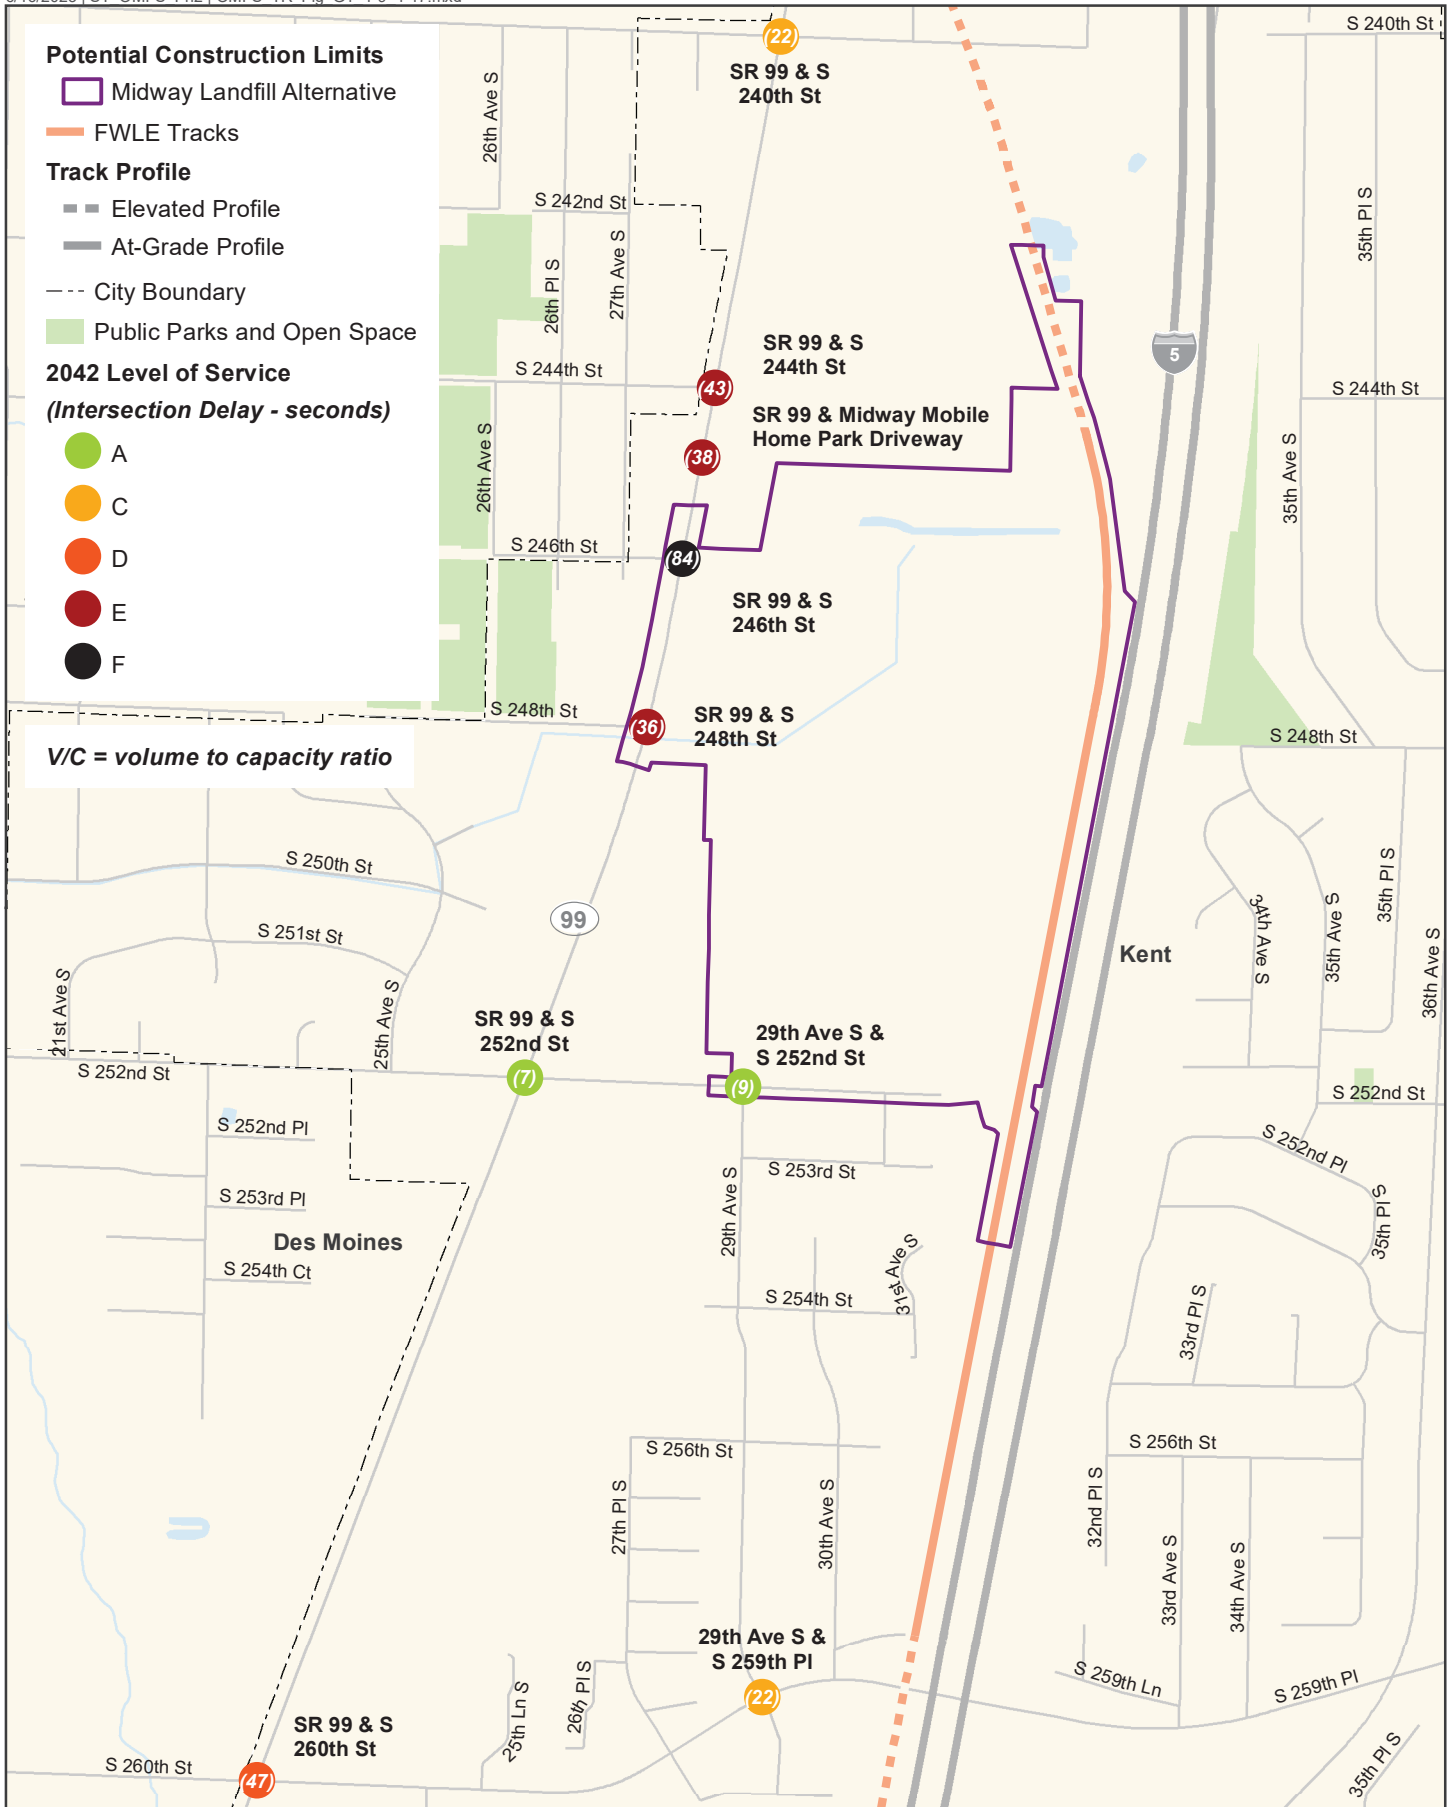 Potential Construction Limits
Midway Landfill Alternative
FWLE Tracks
Track Profile
Elevated Profile
At-Grade Profile
City Boundary
Public Parks and Open Space
2042 Level of Service
(Intersection Delay - seconds)
A
C
D
E
F
V/C = volume to capacity ratio
(22)
SR 99 & S
240th St
S 240th St
26th Ave S
S 242nd St
26th Pl S
27th Ave S
35th Pl S
5
SR 99 & S
244th St
S 244th St
(43)
S 244th St
SR 99 & Midway Mobile
Home Park Driveway
(38)
26th Ave S
35th Ave S
S 246th St
(84)
SR 99 & S
246th St
S 248th St
(36)
SR 99 & S
248th St
S 248th St
S 250th St
99
S 251st St
35th Pl S
34th Ave S
35th Ave S
36th Ave S
Kent
21st Ave S
25th Ave S
SR 99 & S
252nd St
(7)
29th Ave S &
S 252nd St
(9)
S 252nd St
S 252nd St
S 252nd Pl
S 252nd Pl
S 253rd St
S 253rd Pl
29th Ave S
35th Pl S
Des Moines
S 254th Ct
31st Ave S
S 254th St
33rd Pl S
S 256th St
S 256th St
27th Pl S
30th Ave S
32nd Pl S
33rd Ave S
34th Ave S
29th Ave S &
S 259th Pl
(22)
S 259th Ln
S 259th Pl
25th Ln S
26th Pl S
SR 99 & S
260th St
S 260th St
(47)
35th Pl S